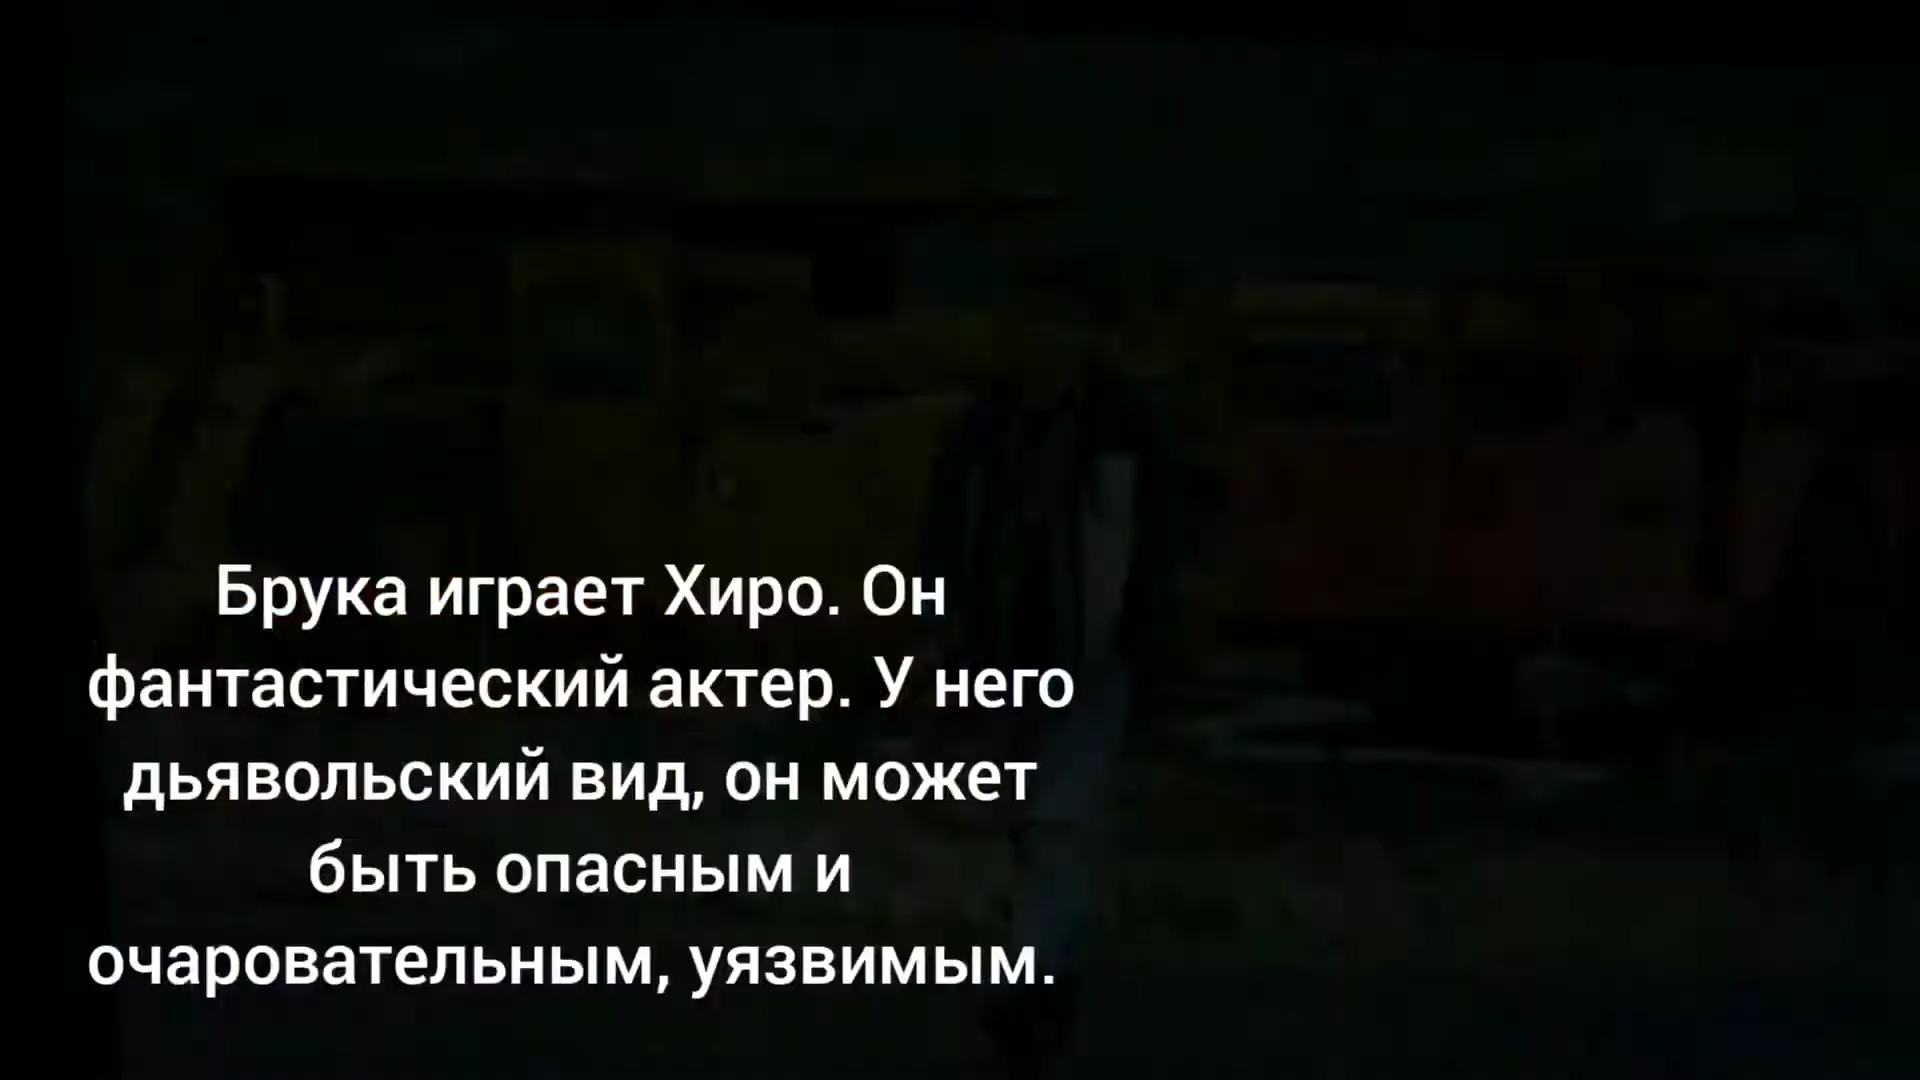 Брука играет Хиро. Он
фантастический актер. У него
дьявольский вид, он может
быть опасным и
очаровательным, уязвимым.